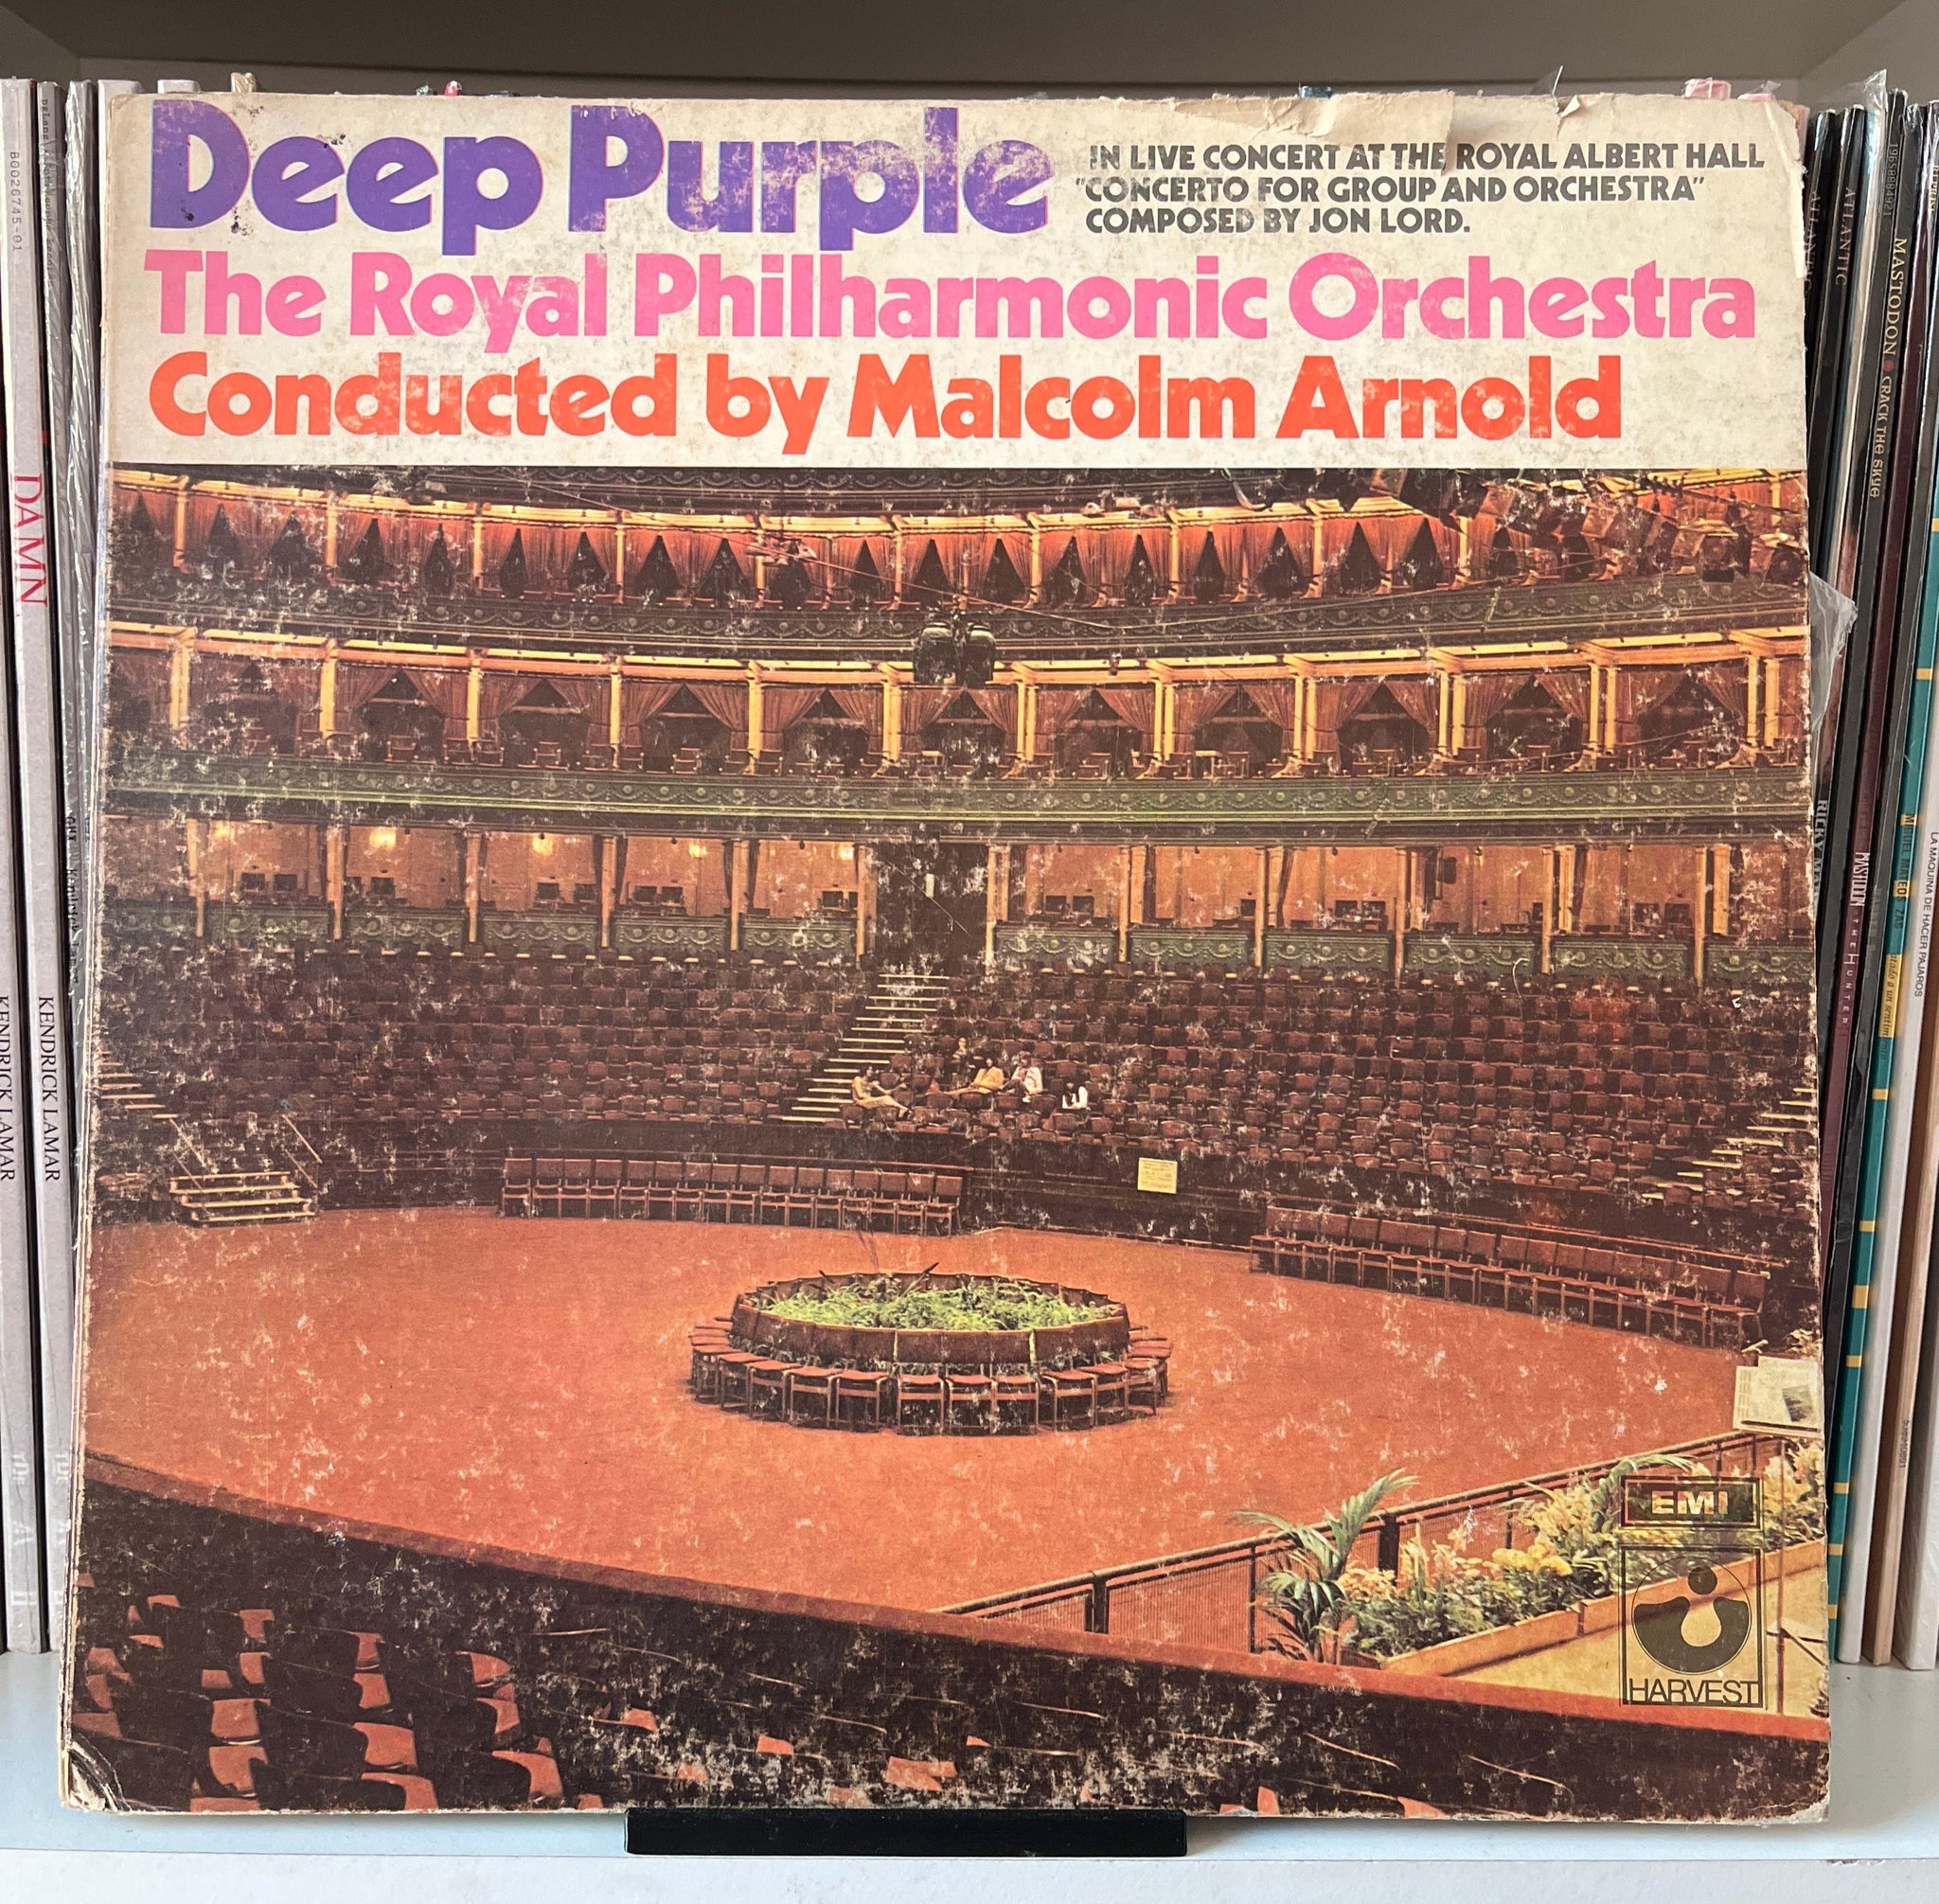 Deep Purple
IN LIVE CONCERT AT THE ROYAL ALBERT HALL
"CONCERTO FOR GROUP AND ORCHESTRA"
COMPOSED BY JON LORD.
The Royal Philharmonic Orchestra
Conducted by Malcolm Arnold
EMI
HARVEST
B0026745-01
DAMN
KENDRICK LAMAR
KENDRICK LAMAR
ATLANTIC
MASTODON CRACK THE SKYE
MASTODON THE HUNTER
LA MAQUINA DE HACER PAJAROS